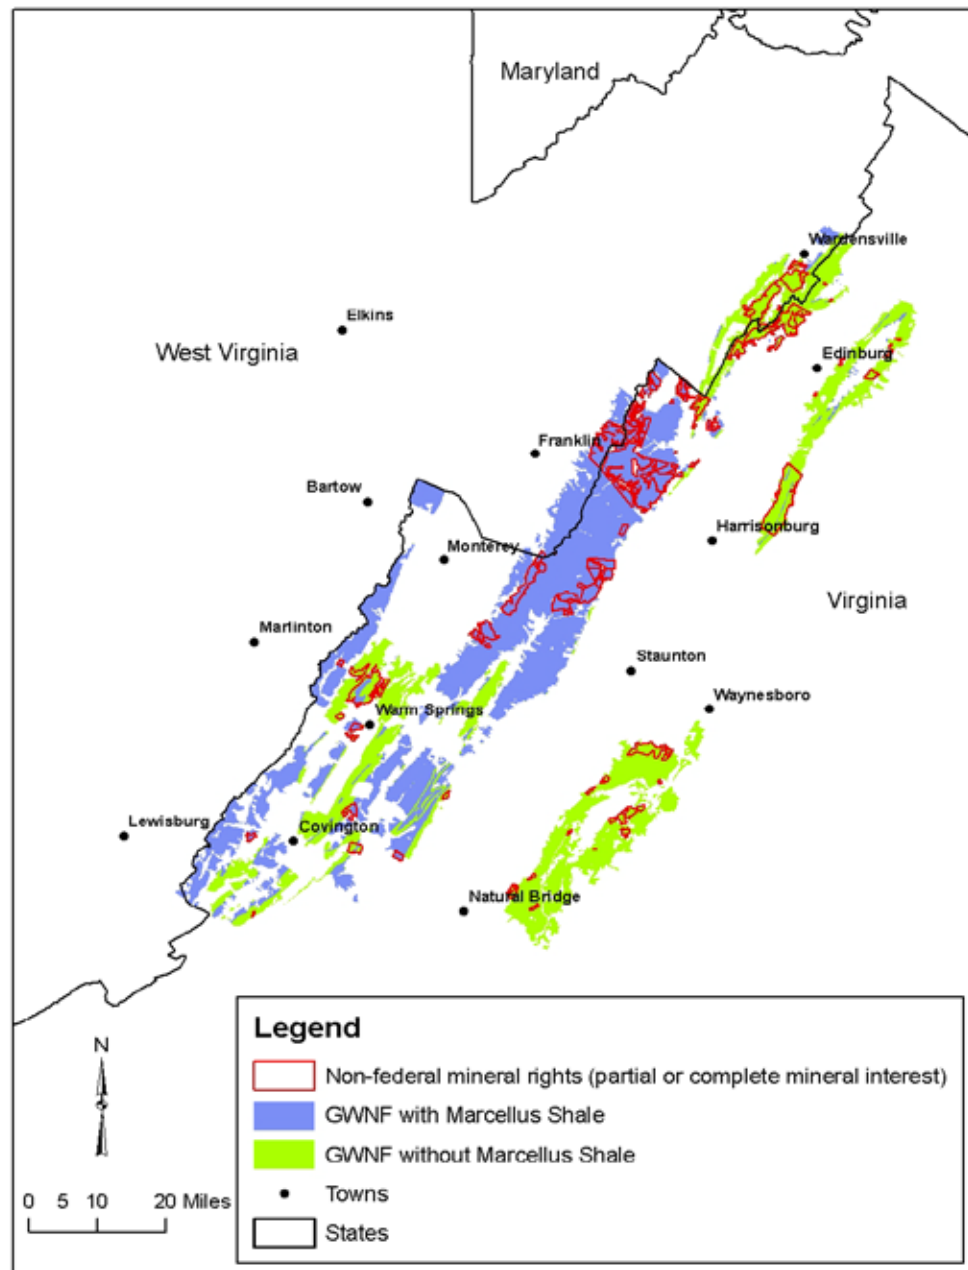 Maryland
Wardensville
Elkins
West Virginia
Edinburg
Franklin
Bartow
Harrisonburg
Monterey
Virginia
Marlinton
Staunton
Waynesboro
Warm Springs
Lewisburg
Covington
Natural Bridge
Legend
N
Non-federal mineral rights (partial or complete mineral interest)
GWNF with Marcellus Shale
GWNF without Marcellus Shale
Towns
0 5 10 20 Miles
States